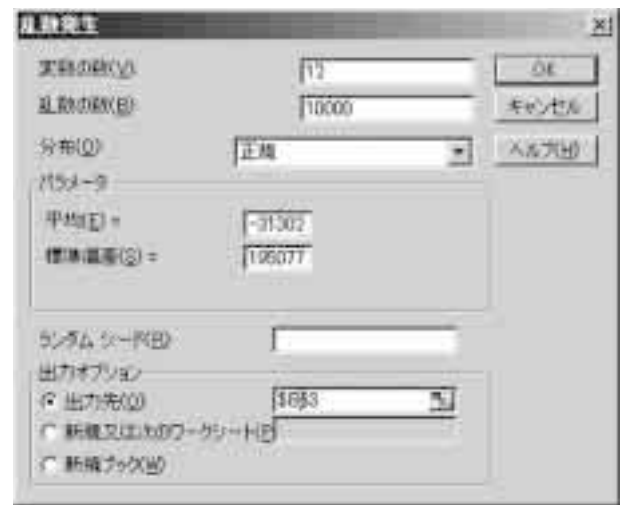 乱数発生
変数の数(V) 12 OK
乱数の数(B) 10000 キャンセル
分布(D) 正規 ヘルプ(H)
パラメータ
平均(E) = -31302
標準偏差(S) = 195077
ランダム シード(R)
出力オプション
出力先(O) $G$3
新規又は次のワークシート(P)
新規ブック(W)